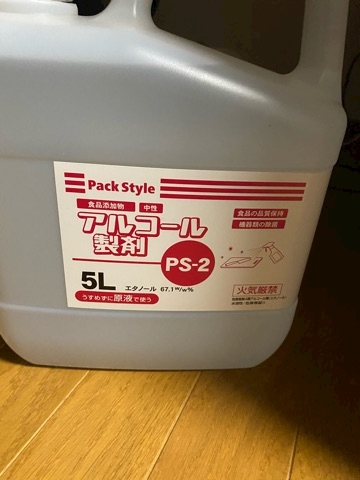 Pack Style
食品添加物 中性
アルコール
製剤
PS-2
食品の品質保持
機器類の除菌
5L エタノール 67.1w/w%
うすめずに原液で使う
火気厳禁